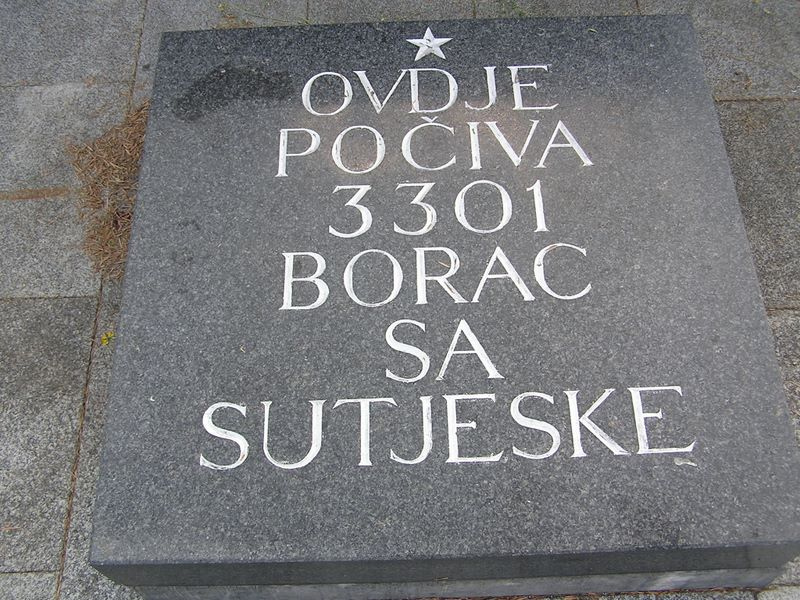 OVDJE
POČIVA
3301
BORAC
SA
SUTJESKE